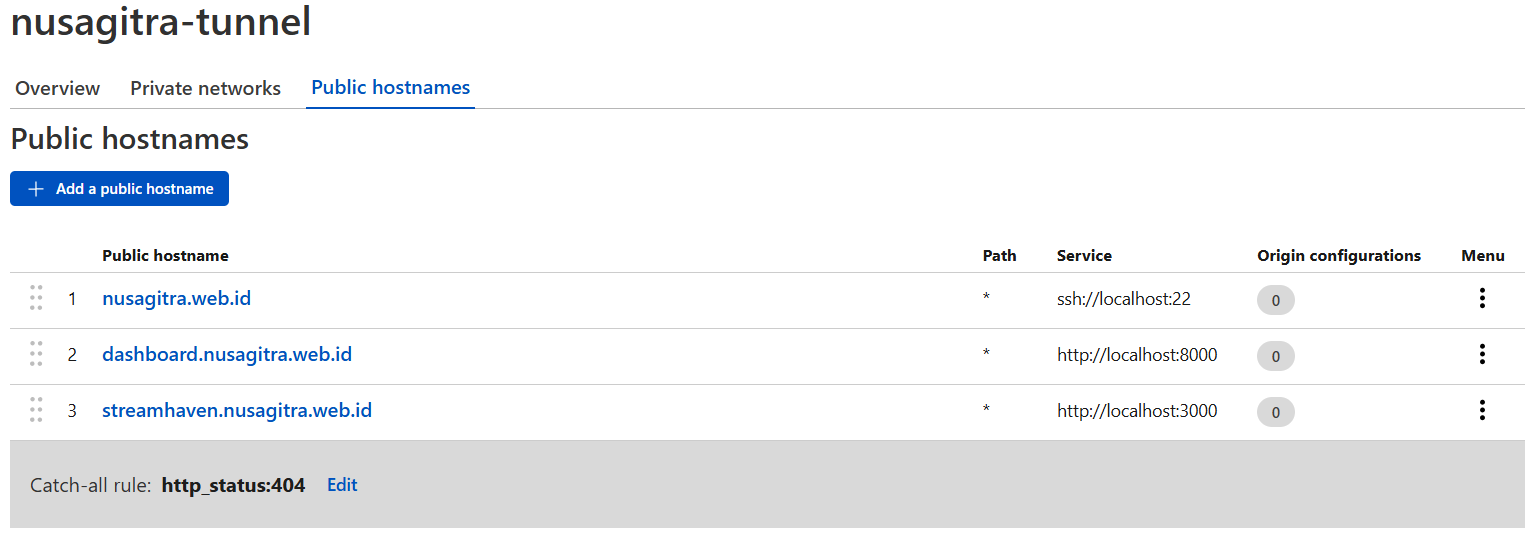 nusagitra-tunnel
Overview Private networks Public hostnames
Public hostnames
+ Add a public hostname
Public hostname Path Service Origin configurations Menu
1 nusagitra.web.id * ssh://localhost:22 0
2 dashboard.nusagitra.web.id * http://localhost:8000 0
3 streamhaven.nusagitra.web.id * http://localhost:3000 0
Catch-all rule: http_status:404 Edit